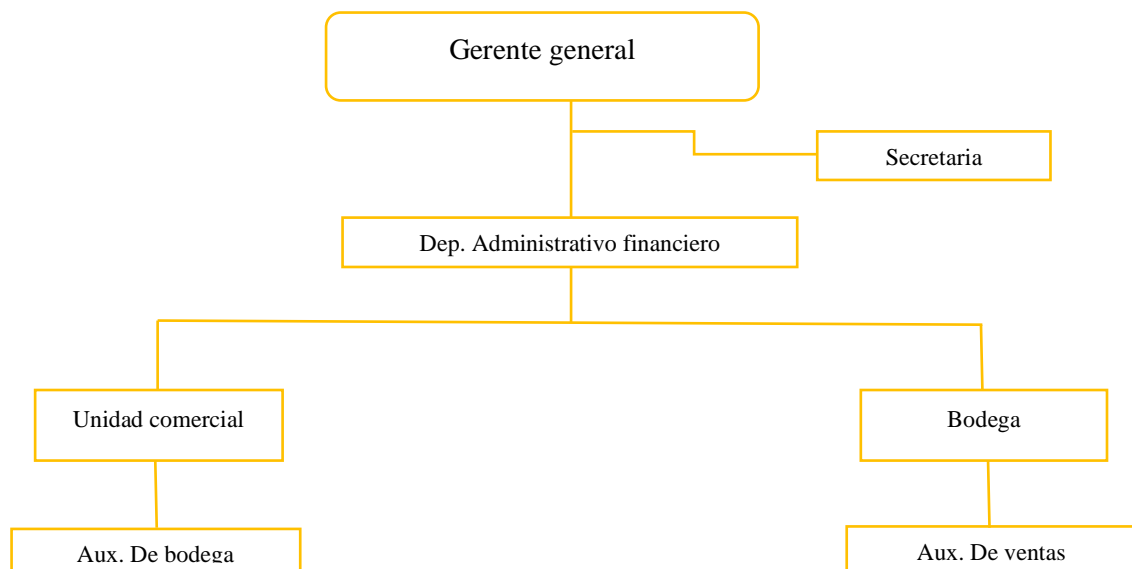 Gerente general
Secretaria
Dep. Administrativo financiero
Unidad comercial
Bodega
Aux. De bodega
Aux. De ventas